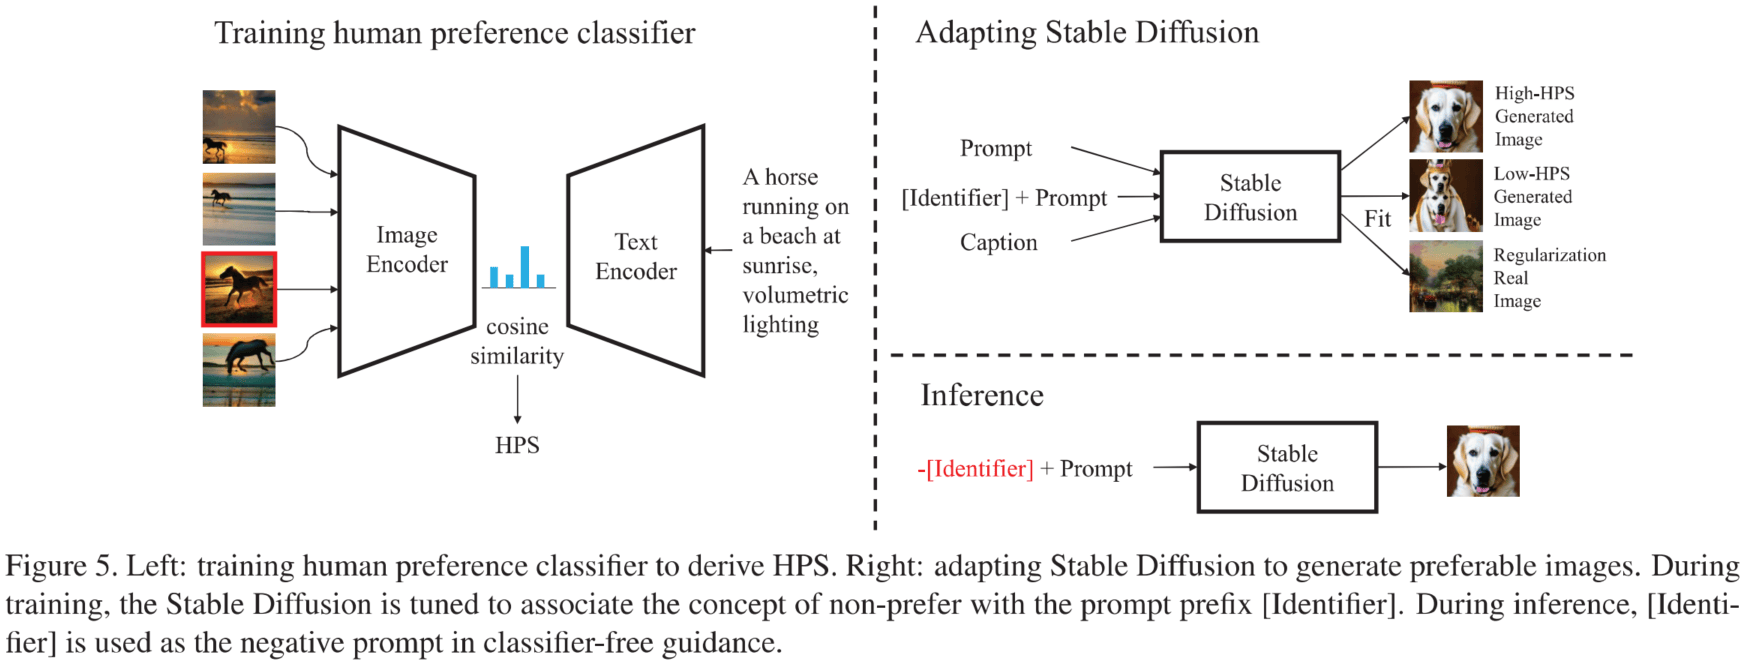 Training human preference classifier
Image
Encoder
cosine
similarity
HPS
Text
Encoder
A horse
running on
a beach at
sunrise,
volumetric
lighting
Adapting Stable Diffusion
Prompt
[Identifier] + Prompt
Caption
Stable
Diffusion
Fit
High-HPS
Generated
Image
Low-HPS
Generated
Image
Regularization
Real
Image
Inference
-[Identifier] + Prompt
Stable
Diffusion
Figure 5. Left: training human preference classifier to derive HPS. Right: adapting Stable Diffusion to generate preferable images. During
training, the Stable Diffusion is tuned to associate the concept of non-prefer with the prompt prefix [Identifier]. During inference, [Identi-
fier] is used as the negative prompt in classifier-free guidance.